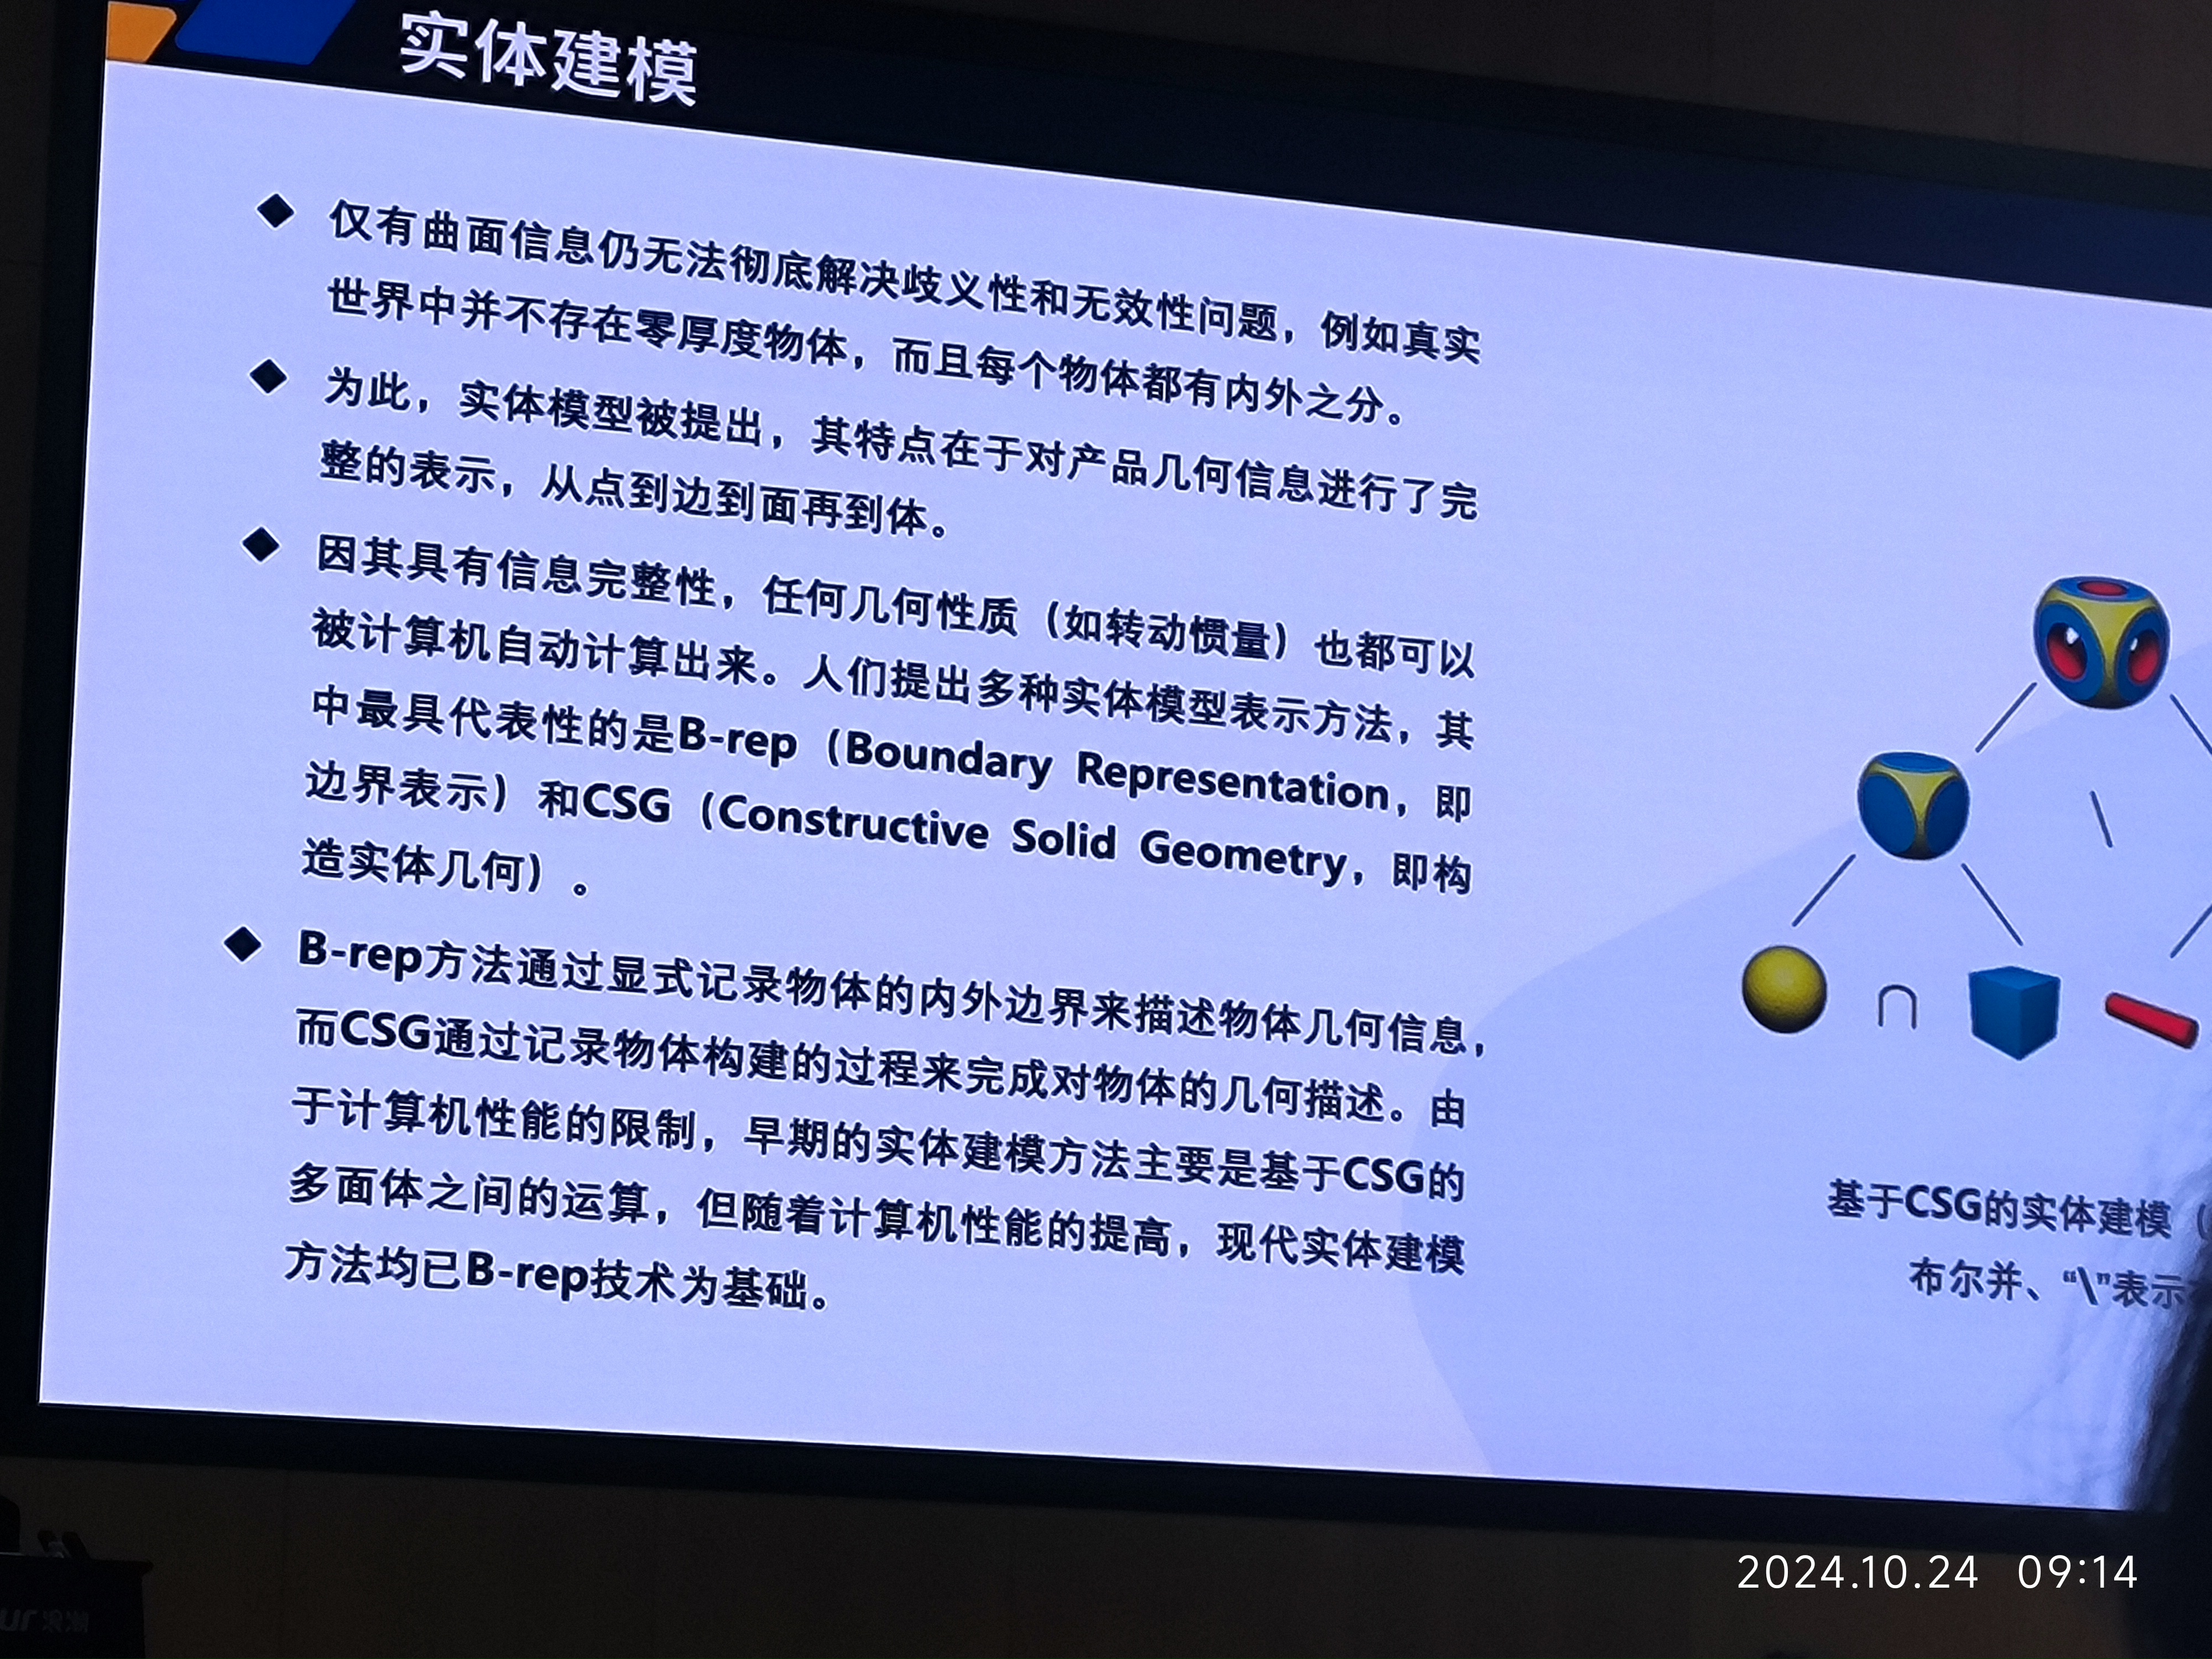 实体建模
◆ 仅有曲面信息仍无法彻底解决歧义性和无效性问题，例如真实
世界中并不存在零厚度物体，而且每个物体都有内外之分。
◆ 为此，实体模型被提出，其特点在于对产品几何信息进行了完
整的表示，从点到边到面再到体。
◆ 因其具有信息完整性，任何几何性质（如转动惯量）也都可以
被计算机自动计算出来。人们提出多种实体模型表示方法，其
中最具代表性的是B-rep（Boundary Representation，即
边界表示）和CSG（Constructive Solid Geometry，即构
造实体几何）。
◆ B-rep方法通过显式记录物体的内外边界来描述物体几何信息，
而CSG通过记录物体构建的过程来完成对物体的几何描述。由
于计算机性能的限制，早期的实体建模方法主要是基于CSG的
多面体之间的运算，但随着计算机性能的提高，现代实体建模
方法均已B-rep技术为基础。
\
∩
基于CSG的实体建模（
布尔并、“\”表示
ur 浪潮
2024.10.24 09:14